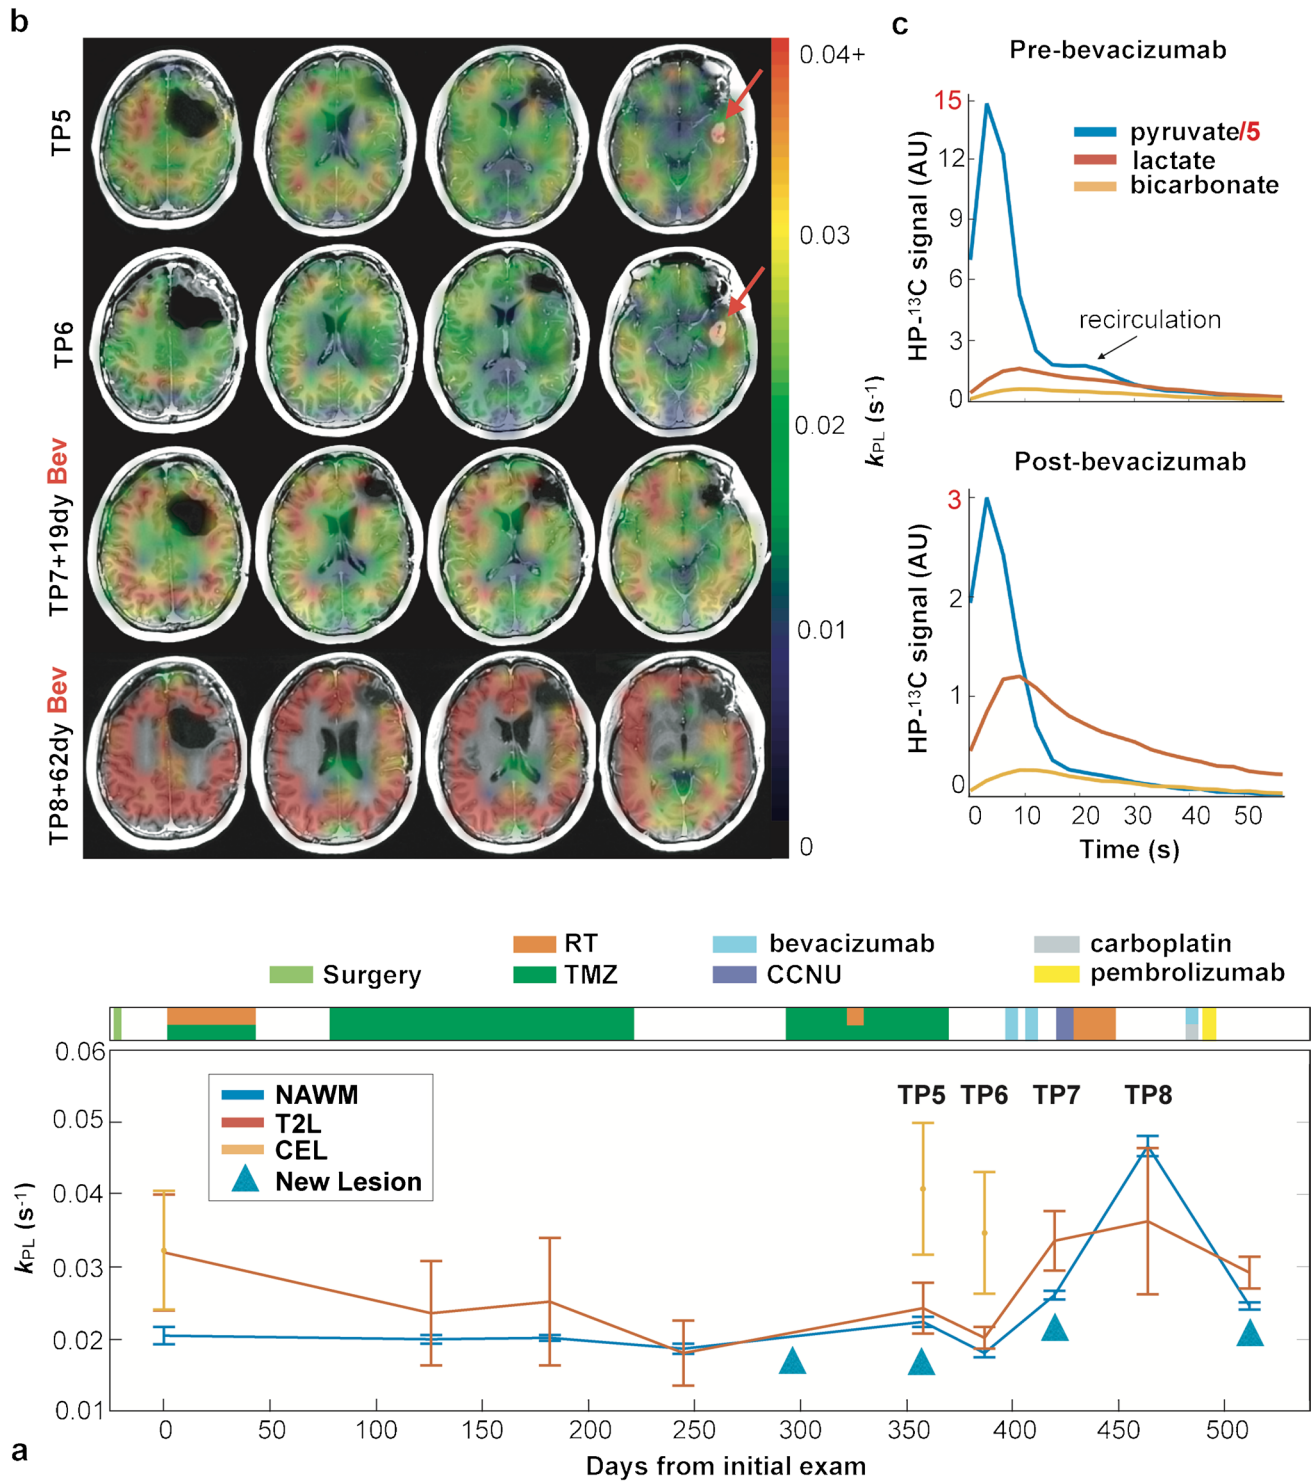 b
TP5
TP6
TP7+19dy Bev
TP8+62dy Bev
0.04+
0.03
0.02
0.01
0
kPL (s-1)
c
Pre-bevacizumab
HP-13C signal (AU)
15
12
9
6
3
0
pyruvate/5
lactate
bicarbonate
recirculation
Post-bevacizumab
HP-13C signal (AU)
3
2
1
0
0 10 20 30 40 50
Time (s)
Surgery
RT
TMZ
bevacizumab
CCNU
carboplatin
pembrolizumab
0.06
0.05
0.04
0.03
0.02
0.01
kPL (s-1)
NAWM
T2L
CEL
New Lesion
TP5 TP6 TP7 TP8
0 50 100 150 200 250 300 350 400 450 500
Days from initial exam
a